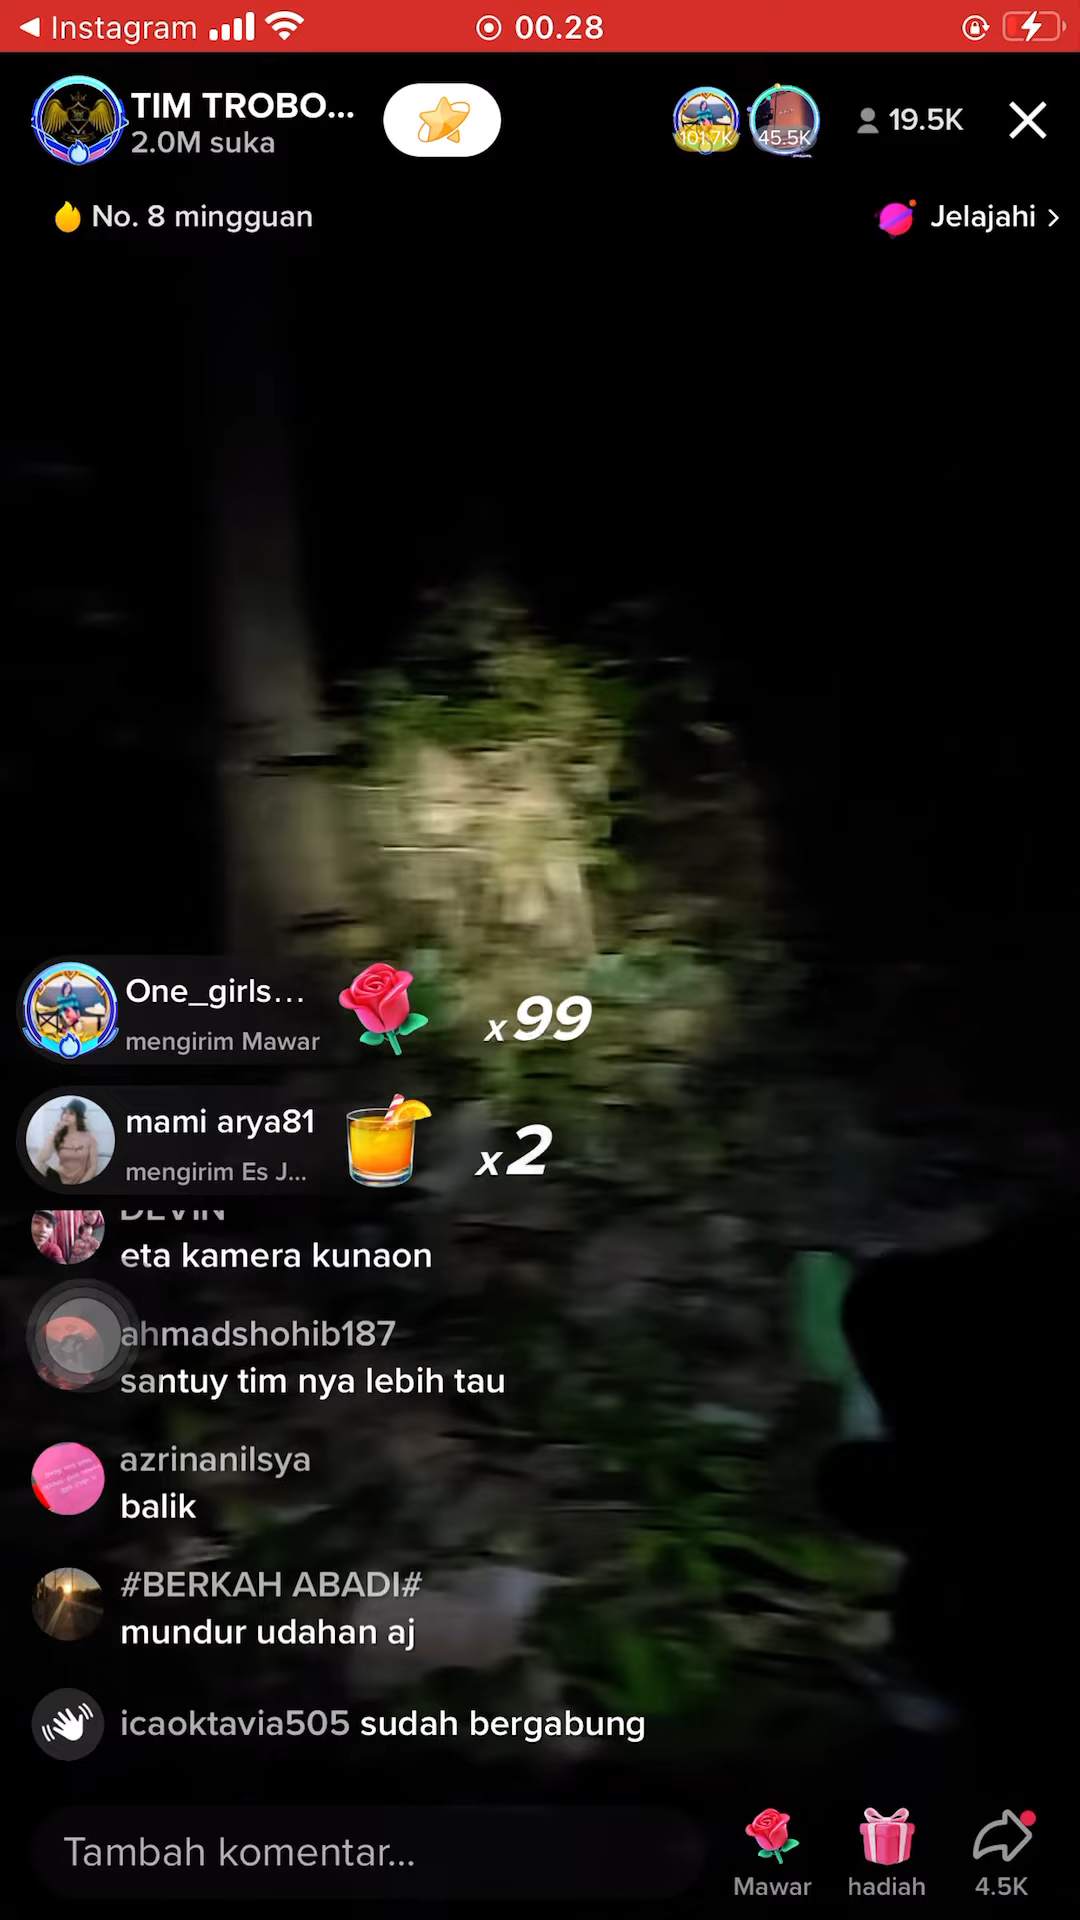 Instagram
00.28
TIM TROBO...
2.0M suka
101.7K
45.5K
19.5K
No. 8 mingguan
Jelajahi >
One_girls...
mengirim Mawar
x99
mami arya81
mengirim Es J...
x2
DEVIN
eta kamera kunaon
ahmadshohib187
santuy tim nya lebih tau
azrinanilsya
balik
#BERKAH ABADI#
mundur udahan aj
icaoktavia505 sudah bergabung
Tambah komentar...
Mawar
hadiah
4.5K